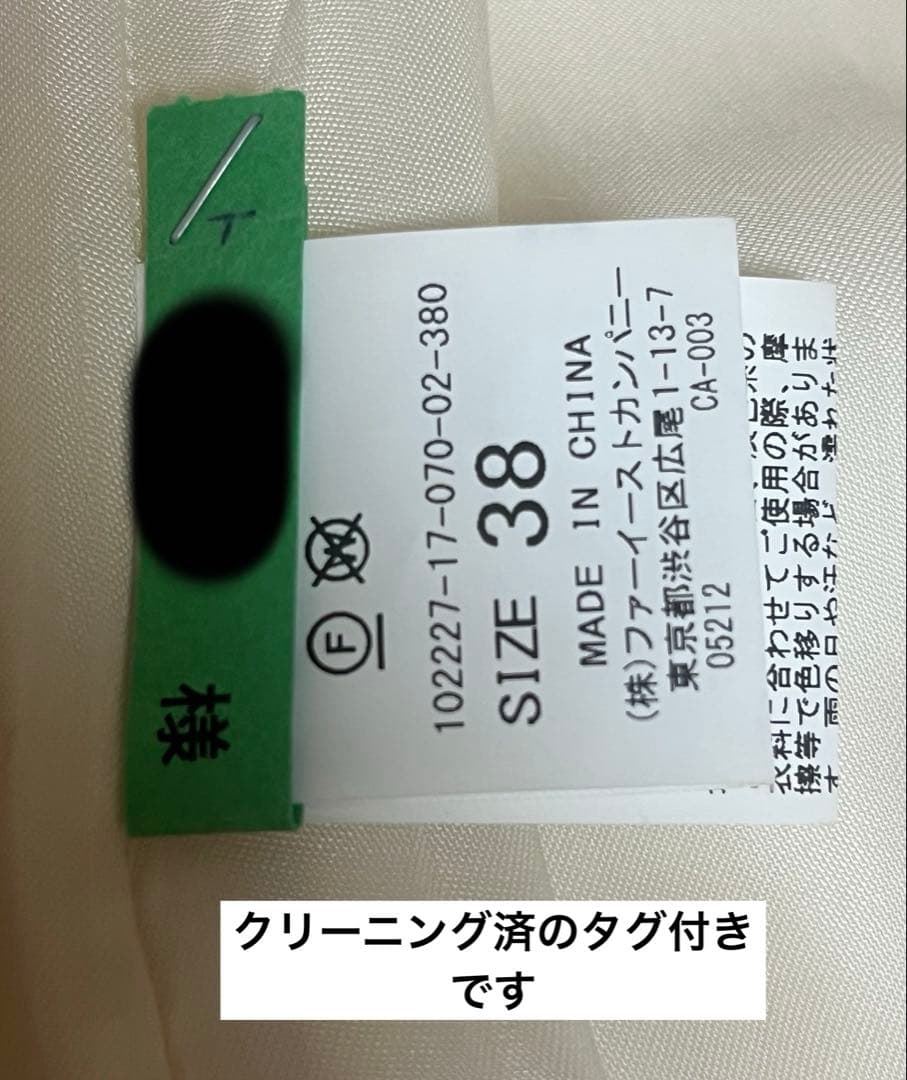 様
Ⓕ
W
102227-17-070-02-380
SIZE 38
MADE IN CHINA
(株)ファーイーストカンパニー
東京都渋谷区広尾1-13-7
05212 CA-003
衣料に合わせてご使用の際、摩
擦等で色移りする場合がありま
クリーニング済のタグ付き
です